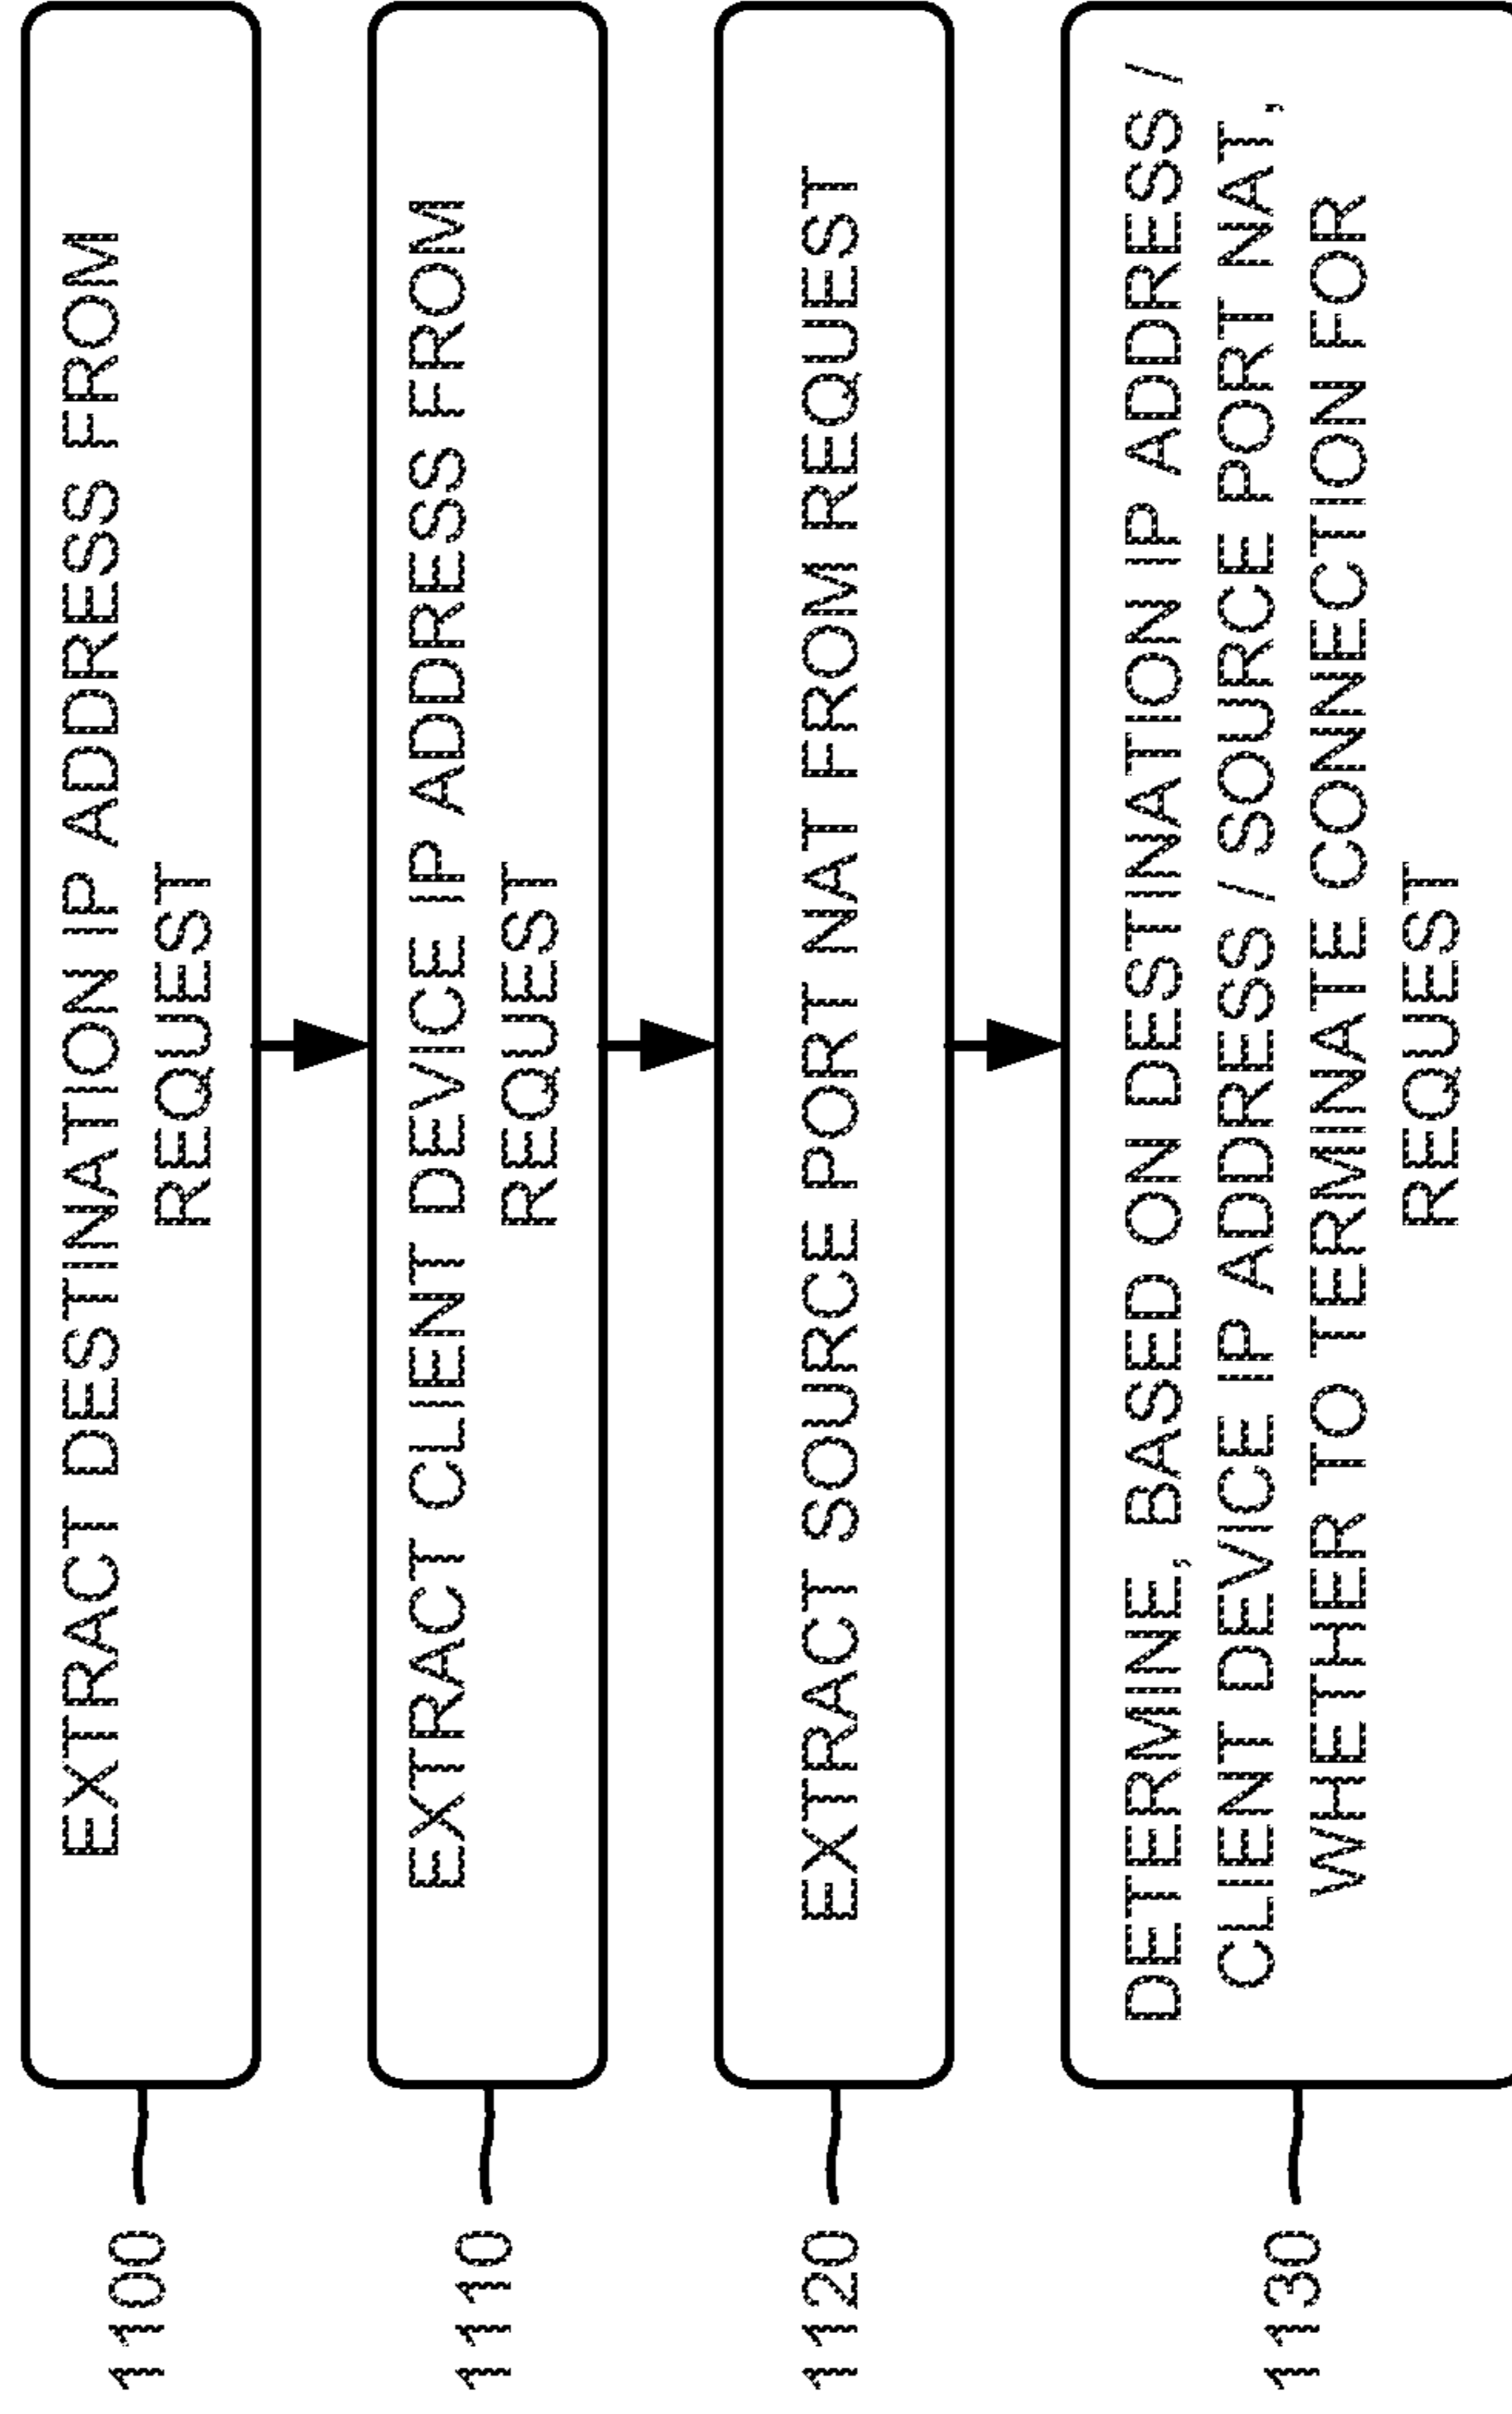 1100
EXTRACT DESTINATION IP ADDRESS FROM
REQUEST
1110
EXTRACT CLIENT DEVICE IP ADDRESS FROM
REQUEST
1120
EXTRACT SOURCE PORT NAT FROM REQUEST
1130
DETERMINE, BASED ON DESTINATION IP ADDRESS /
CLIENT DEVICE IP ADDRESS / SOURCE PORT NAT,
WHETHER TO TERMINATE CONNECTION FOR
REQUEST